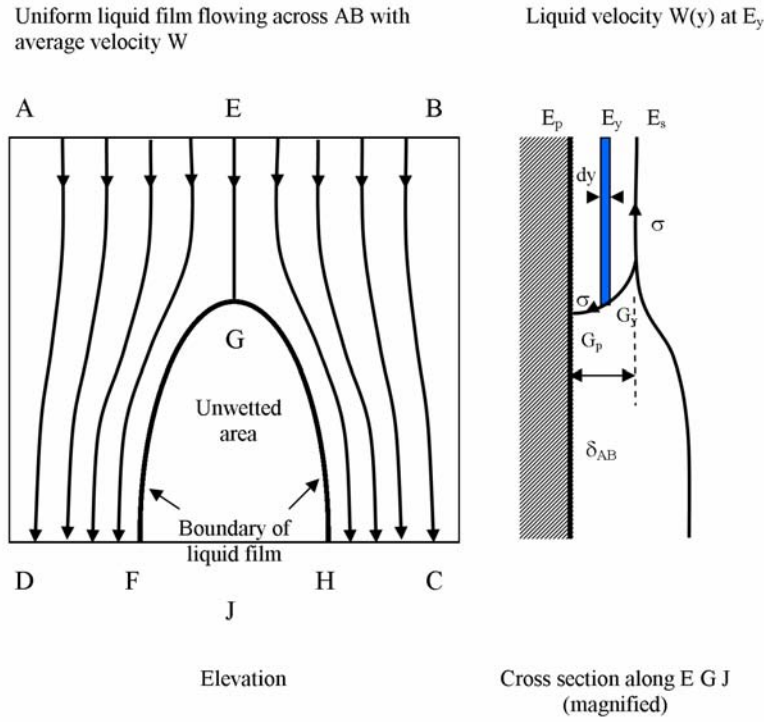 Uniform liquid film flowing across AB with
average velocity W
Liquid velocity W(y) at Ey
A
E
B
Ep
Ey
Es
dy
σ
σ
Gy
G
Gp
Unwetted
area
δAB
Boundary of
liquid film
D
F
H
C
J
Elevation
Cross section along E G J
(magnified)